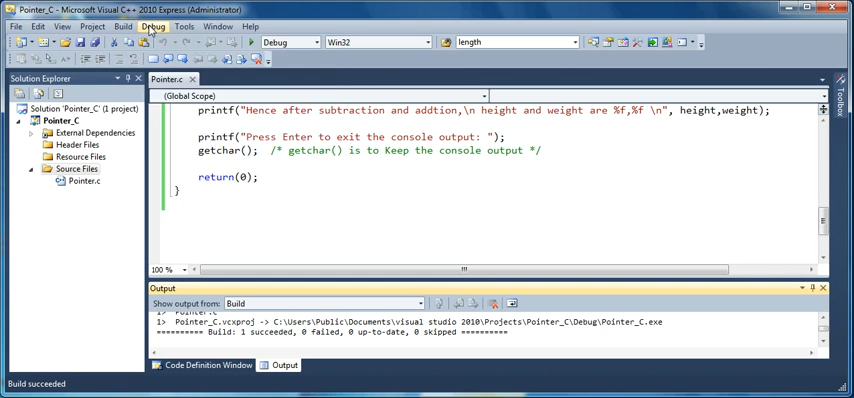 Pointer_C - Microsoft Visual C++ 2010 Express (Administrator)
File Edit View Project Build Debug Tools Window Help
Debug Win32 length
Solution Explorer
Solution 'Pointer_C' (1 project)
Pointer_C
External Dependencies
Header Files
Resource Files
Source Files
Pointer.c
Pointer.c
(Global Scope)
printf("Hence after subtraction and addtion,\n height and weight are %f,%f \n", height,weight);
printf("Press Enter to exit the console output: ");
getchar(); /* getchar() is to Keep the console output */
return(0);
}
100 %
Toolbox
Output
Show output from: Build
1> Pointer.c
1> Pointer_C.vcxproj -> C:\Users\Public\Documents\visual studio 2010\Projects\Pointer_C\Debug\Pointer_C.exe
========== Build: 1 succeeded, 0 failed, 0 up-to-date, 0 skipped ==========
Code Definition Window Output
Build succeeded